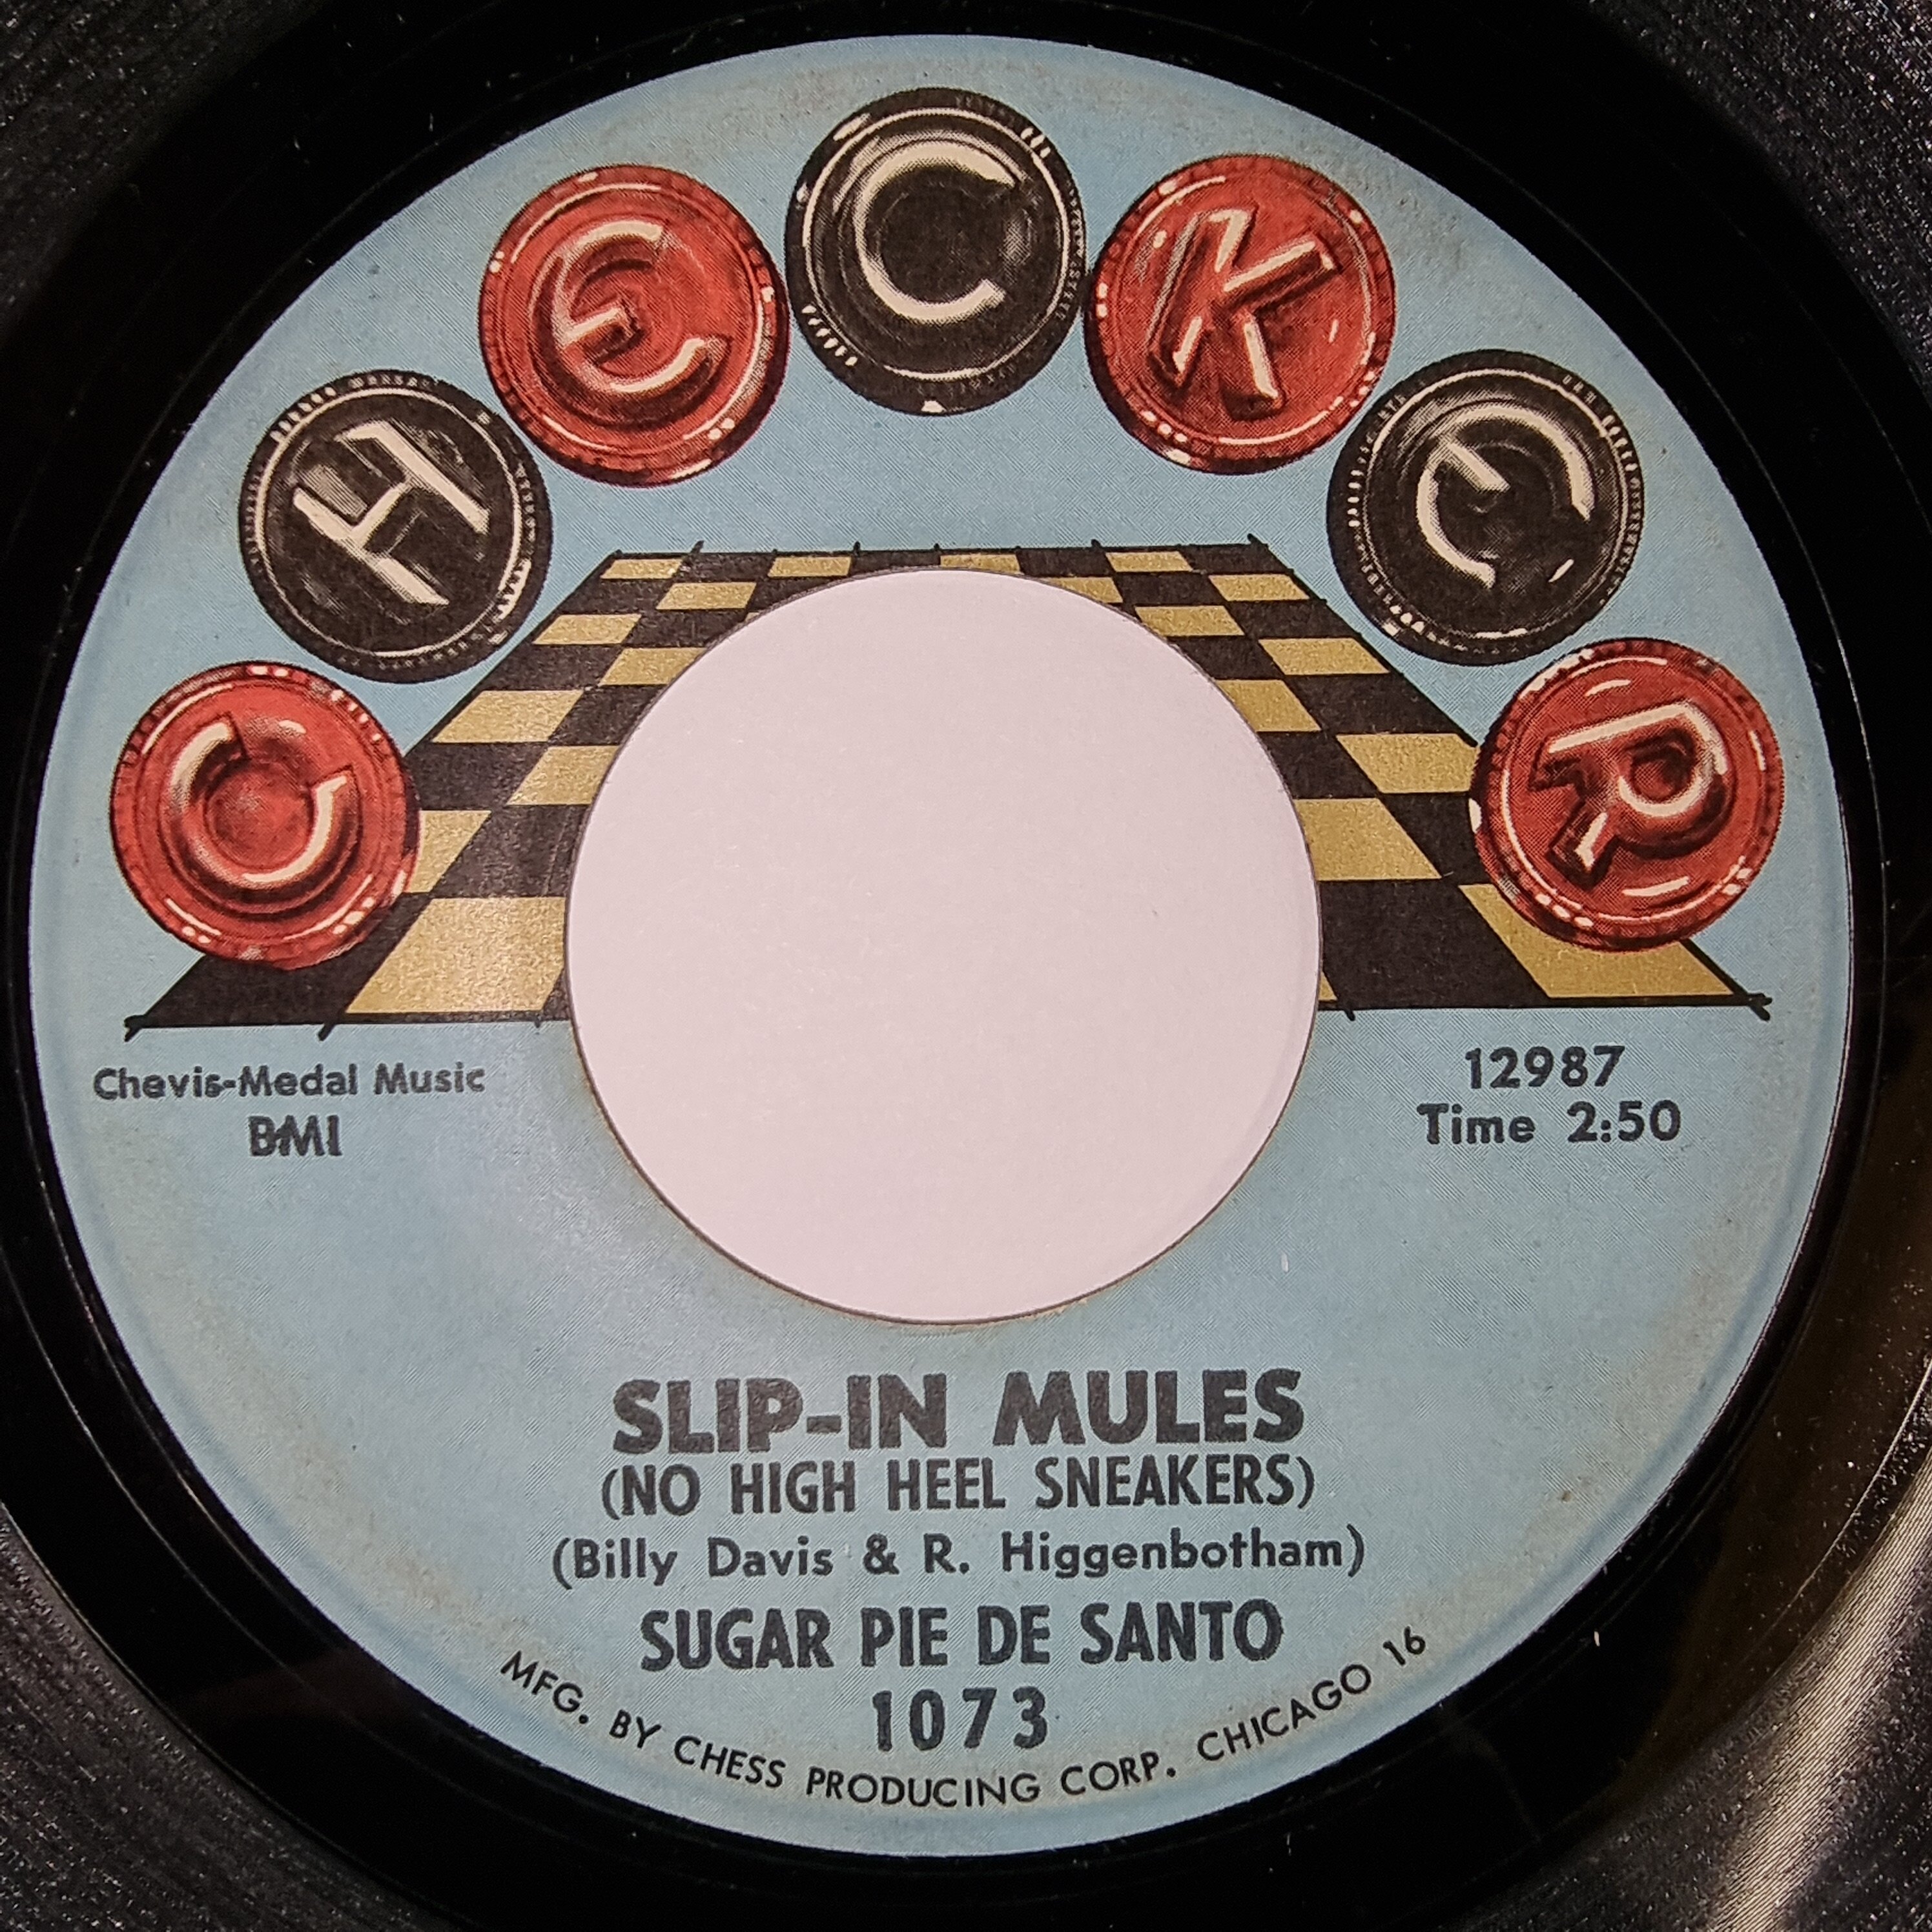 CHECKER
Chevis-Medal Music
BMI
12987
Time 2:50
SLIP-IN MULES
(NO HIGH HEEL SNEAKERS)
(Billy Davis & R. Higgenbotham)
SUGAR PIE DE SANTO
1073
MFG. BY CHESS PRODUCING CORP. CHICAGO 16